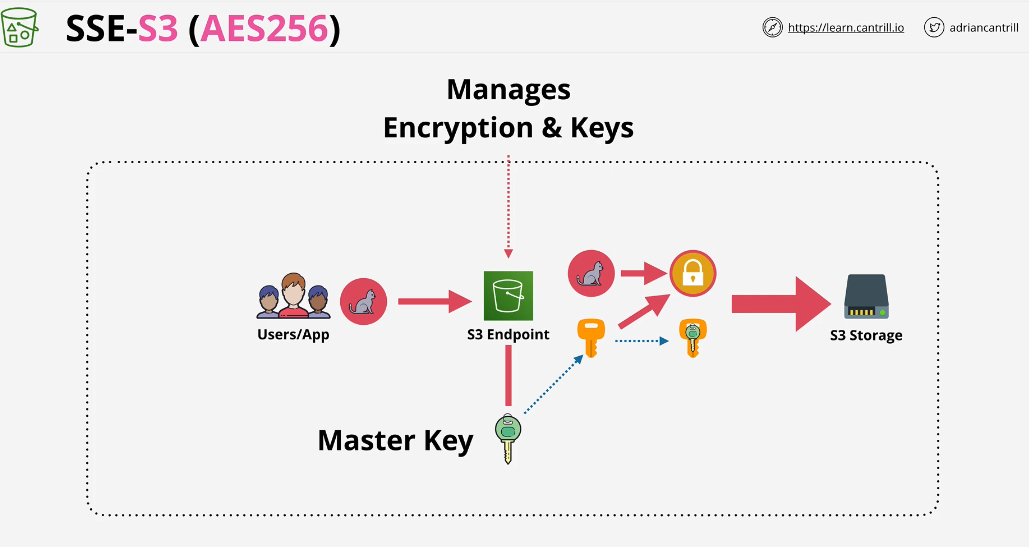 SSE-S3 (AES256)
https://learn.cantrill.io
adriancantrill
Manages
Encryption & Keys
Users/App
S3 Endpoint
S3 Storage
Master Key